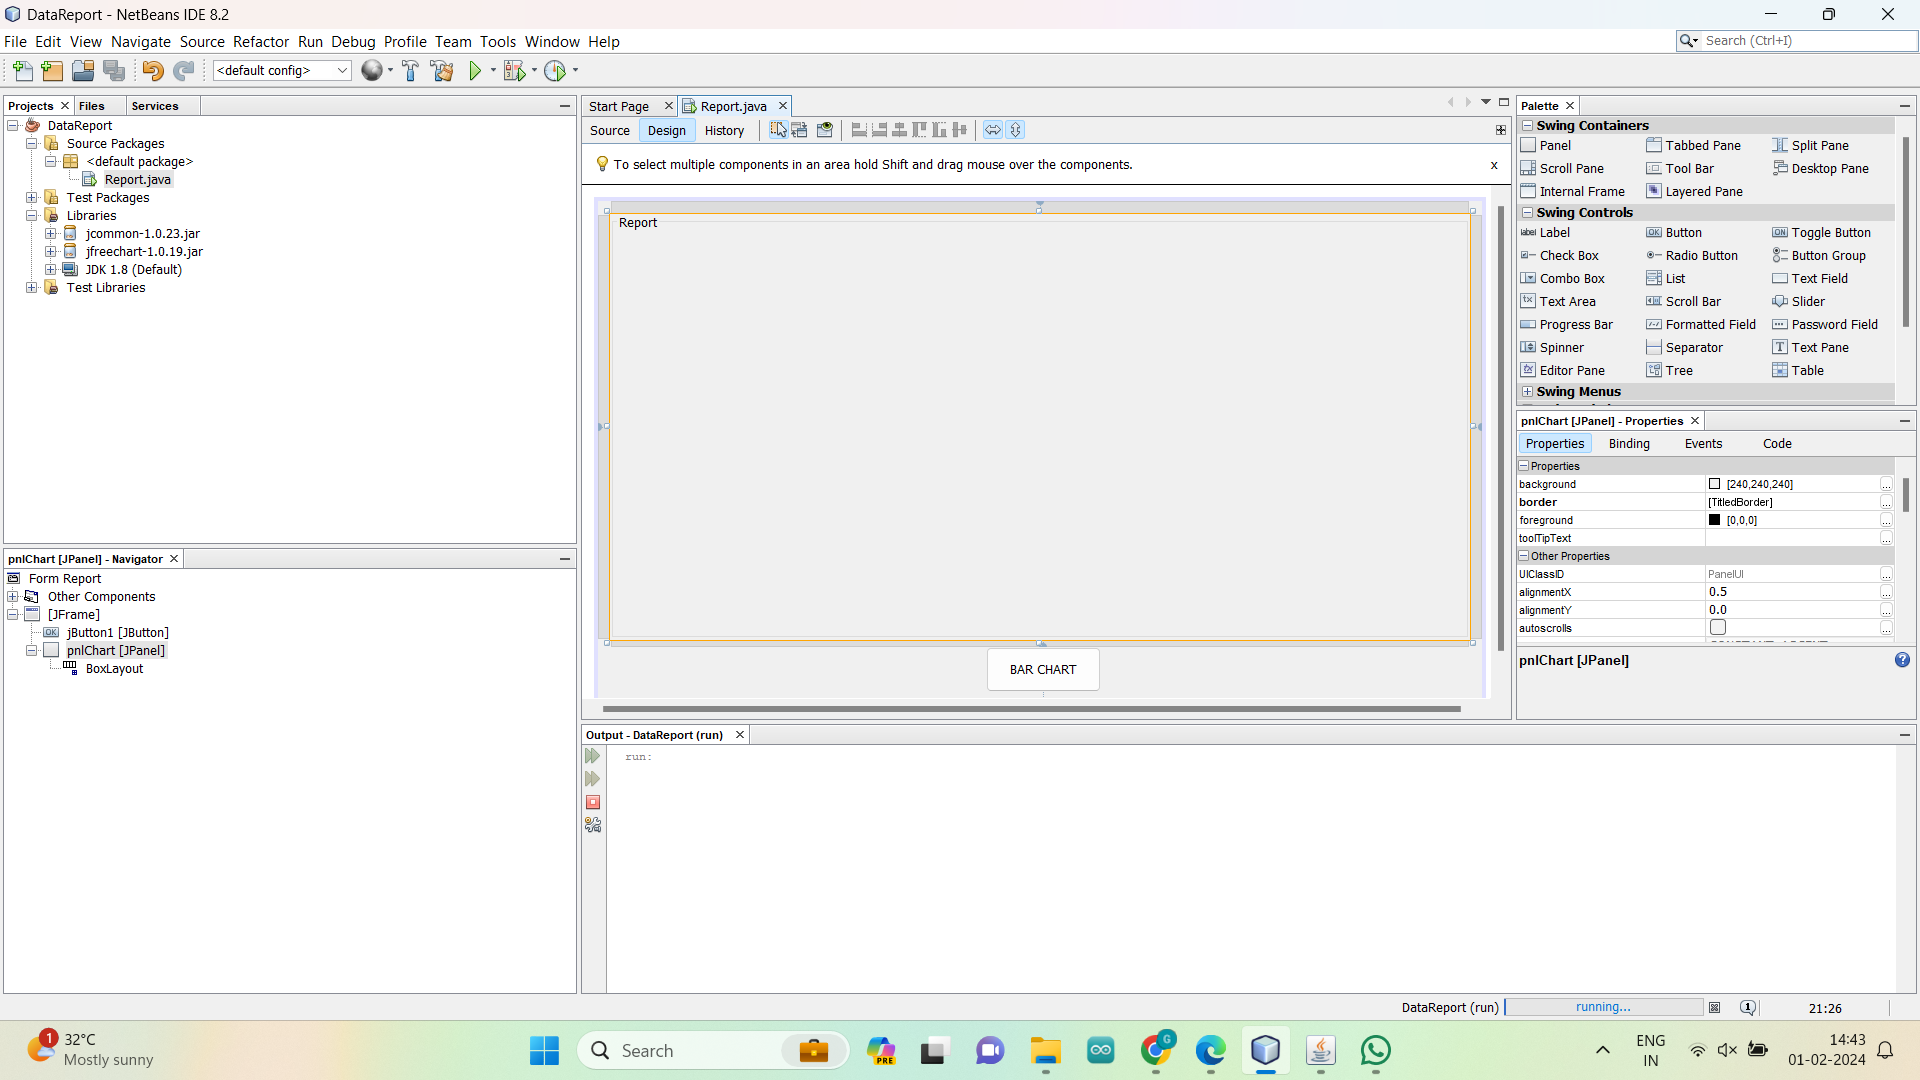 DataReport - NetBeans IDE 8.2
File Edit View Navigate Source Refactor Run Debug Profile Team Tools Window Help
Search (Ctrl+I)
<default config>
Projects Files Services
DataReport
Source Packages
<default package>
Report.java
Test Packages
Libraries
jcommon-1.0.23.jar
jfreechart-1.0.19.jar
JDK 1.8 (Default)
Test Libraries
pnlChart [JPanel] - Navigator
Form Report
Other Components
[JFrame]
jButton1 [JButton]
pnlChart [JPanel]
BoxLayout
Start Page Report.java
Source Design History
To select multiple components in an area hold Shift and drag mouse over the components. x
Report
BAR CHART
Output - DataReport (run)
run:
Palette
Swing Containers
Panel Tabbed Pane Split Pane
Scroll Pane Tool Bar Desktop Pane
Internal Frame Layered Pane
Swing Controls
Label Button Toggle Button
Check Box Radio Button Button Group
Combo Box List Text Field
Text Area Scroll Bar Slider
Progress Bar Formatted Field Password Field
Spinner Separator Text Pane
Editor Pane Tree Table
Swing Menus
pnlChart [JPanel] - Properties
Properties Binding Events Code
Properties
background [240,240,240]
border [TitledBorder]
foreground [0,0,0]
toolTipText
Other Properties
UIClassID PanelUI
alignmentX 0.5
alignmentY 0.0
autoscrolls
pnlChart [JPanel]
DataReport (run) running... 1 21:26
1 32°C
Mostly sunny
Search
PRE
G
ENG
IN
14:43
01-02-2024